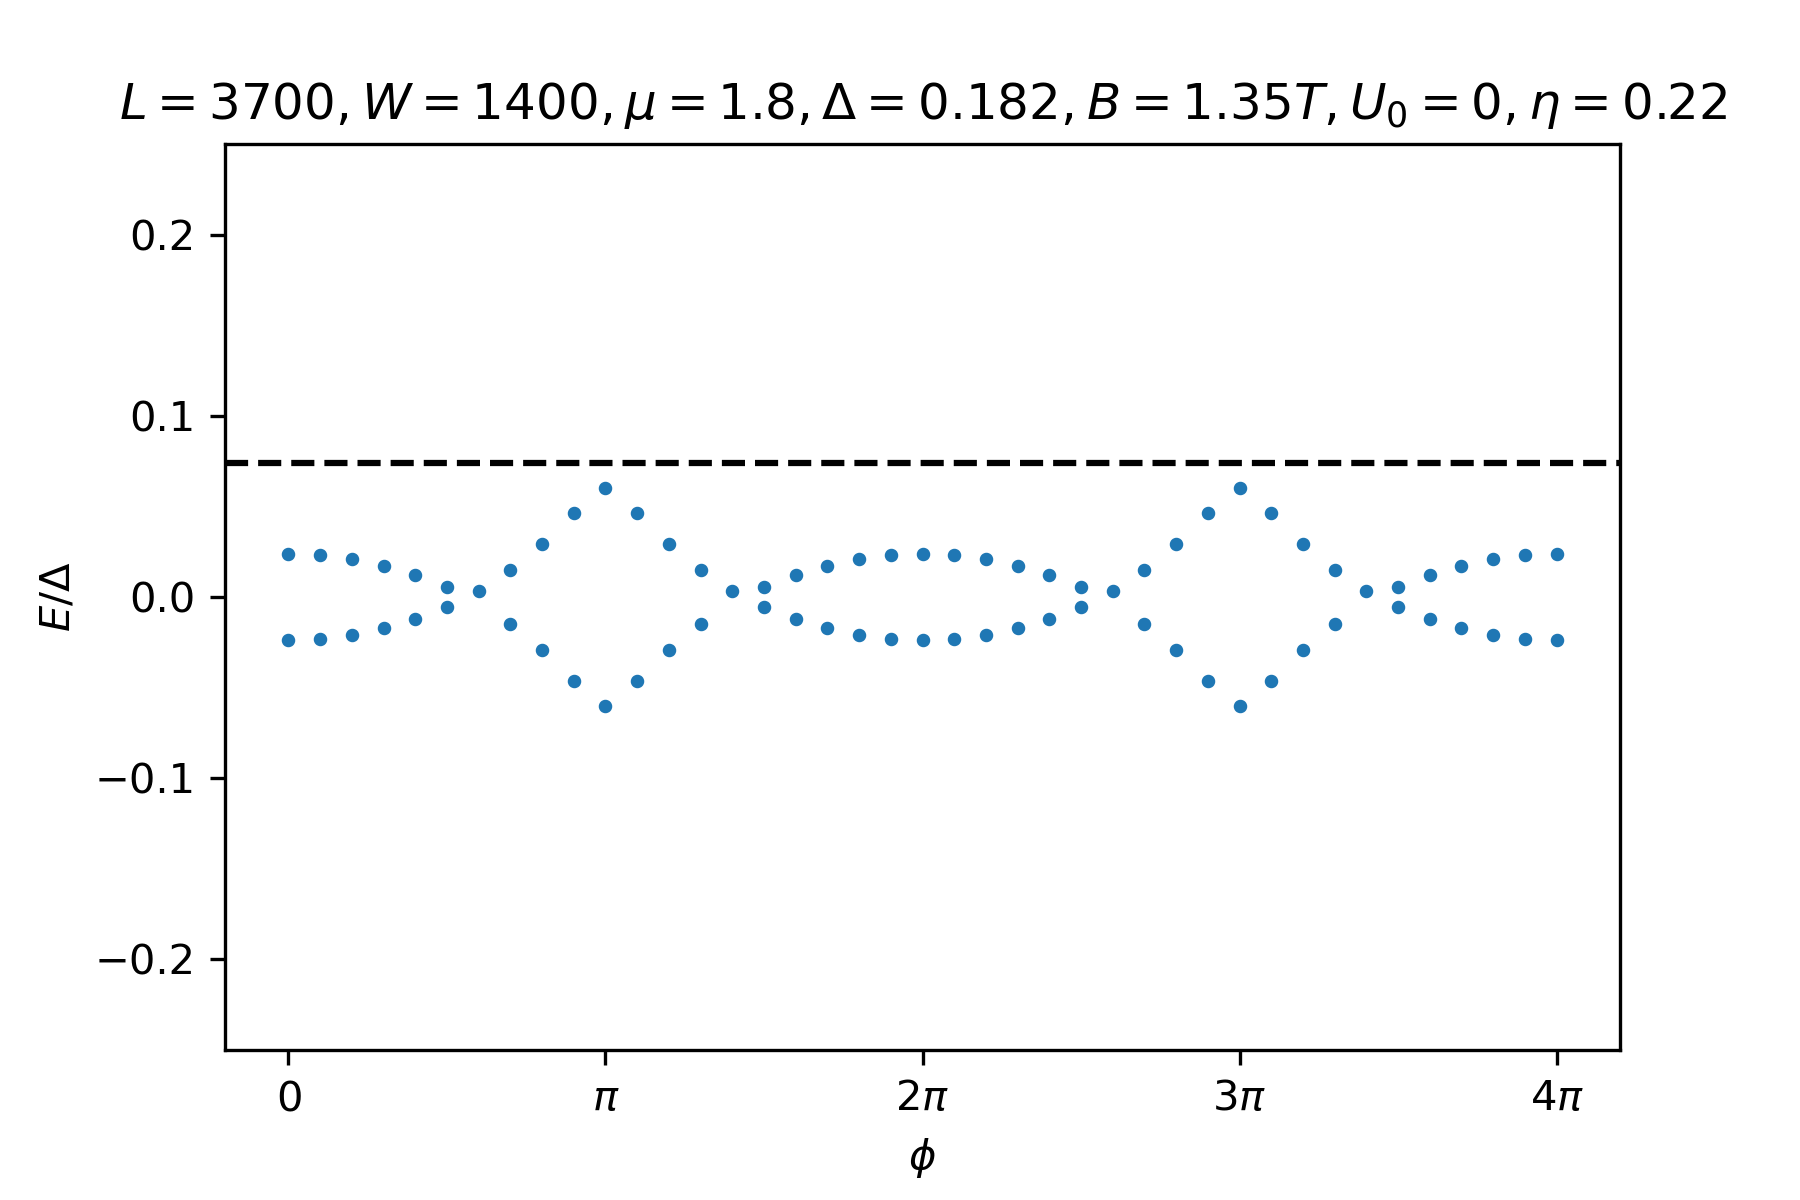 L = 3700, W = 1400, μ = 1.8, Δ = 0.182, B = 1.35T, U₀ = 0, η = 0.22
0.2
0.1
0.0
−0.1
−0.2
E/Δ
0 π 2π 3π 4π
ϕ